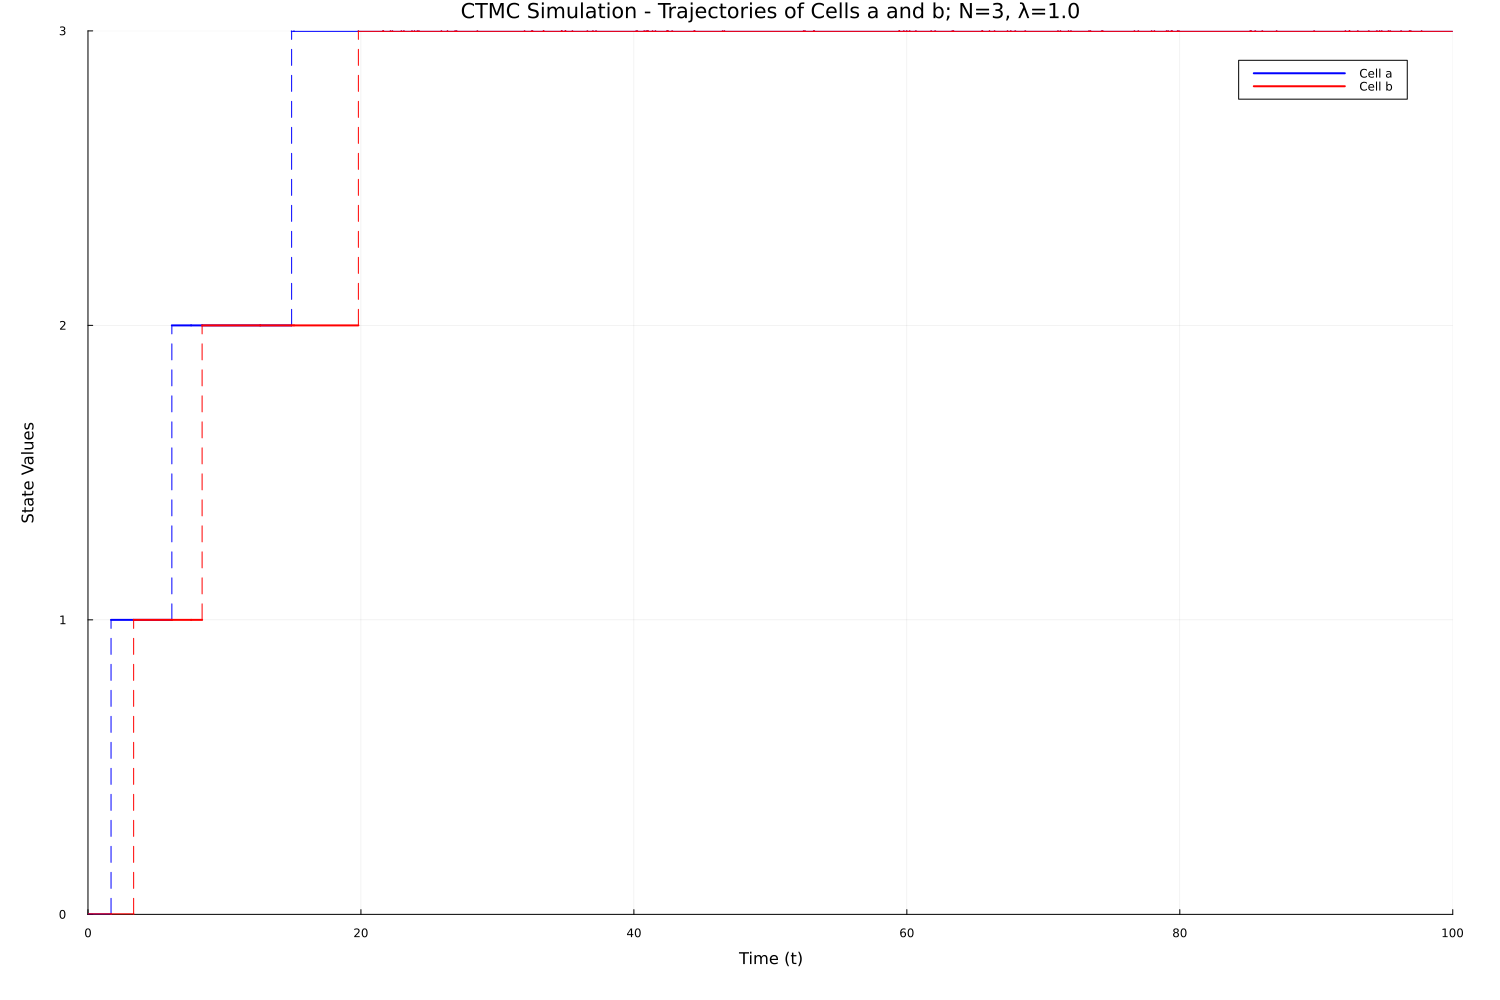 CTMC Simulation - Trajectories of Cells a and b; N=3, λ=1.0
3
Cell a
Cell b
2
State Values
1
0
0 20 40 60 80 100
Time (t)